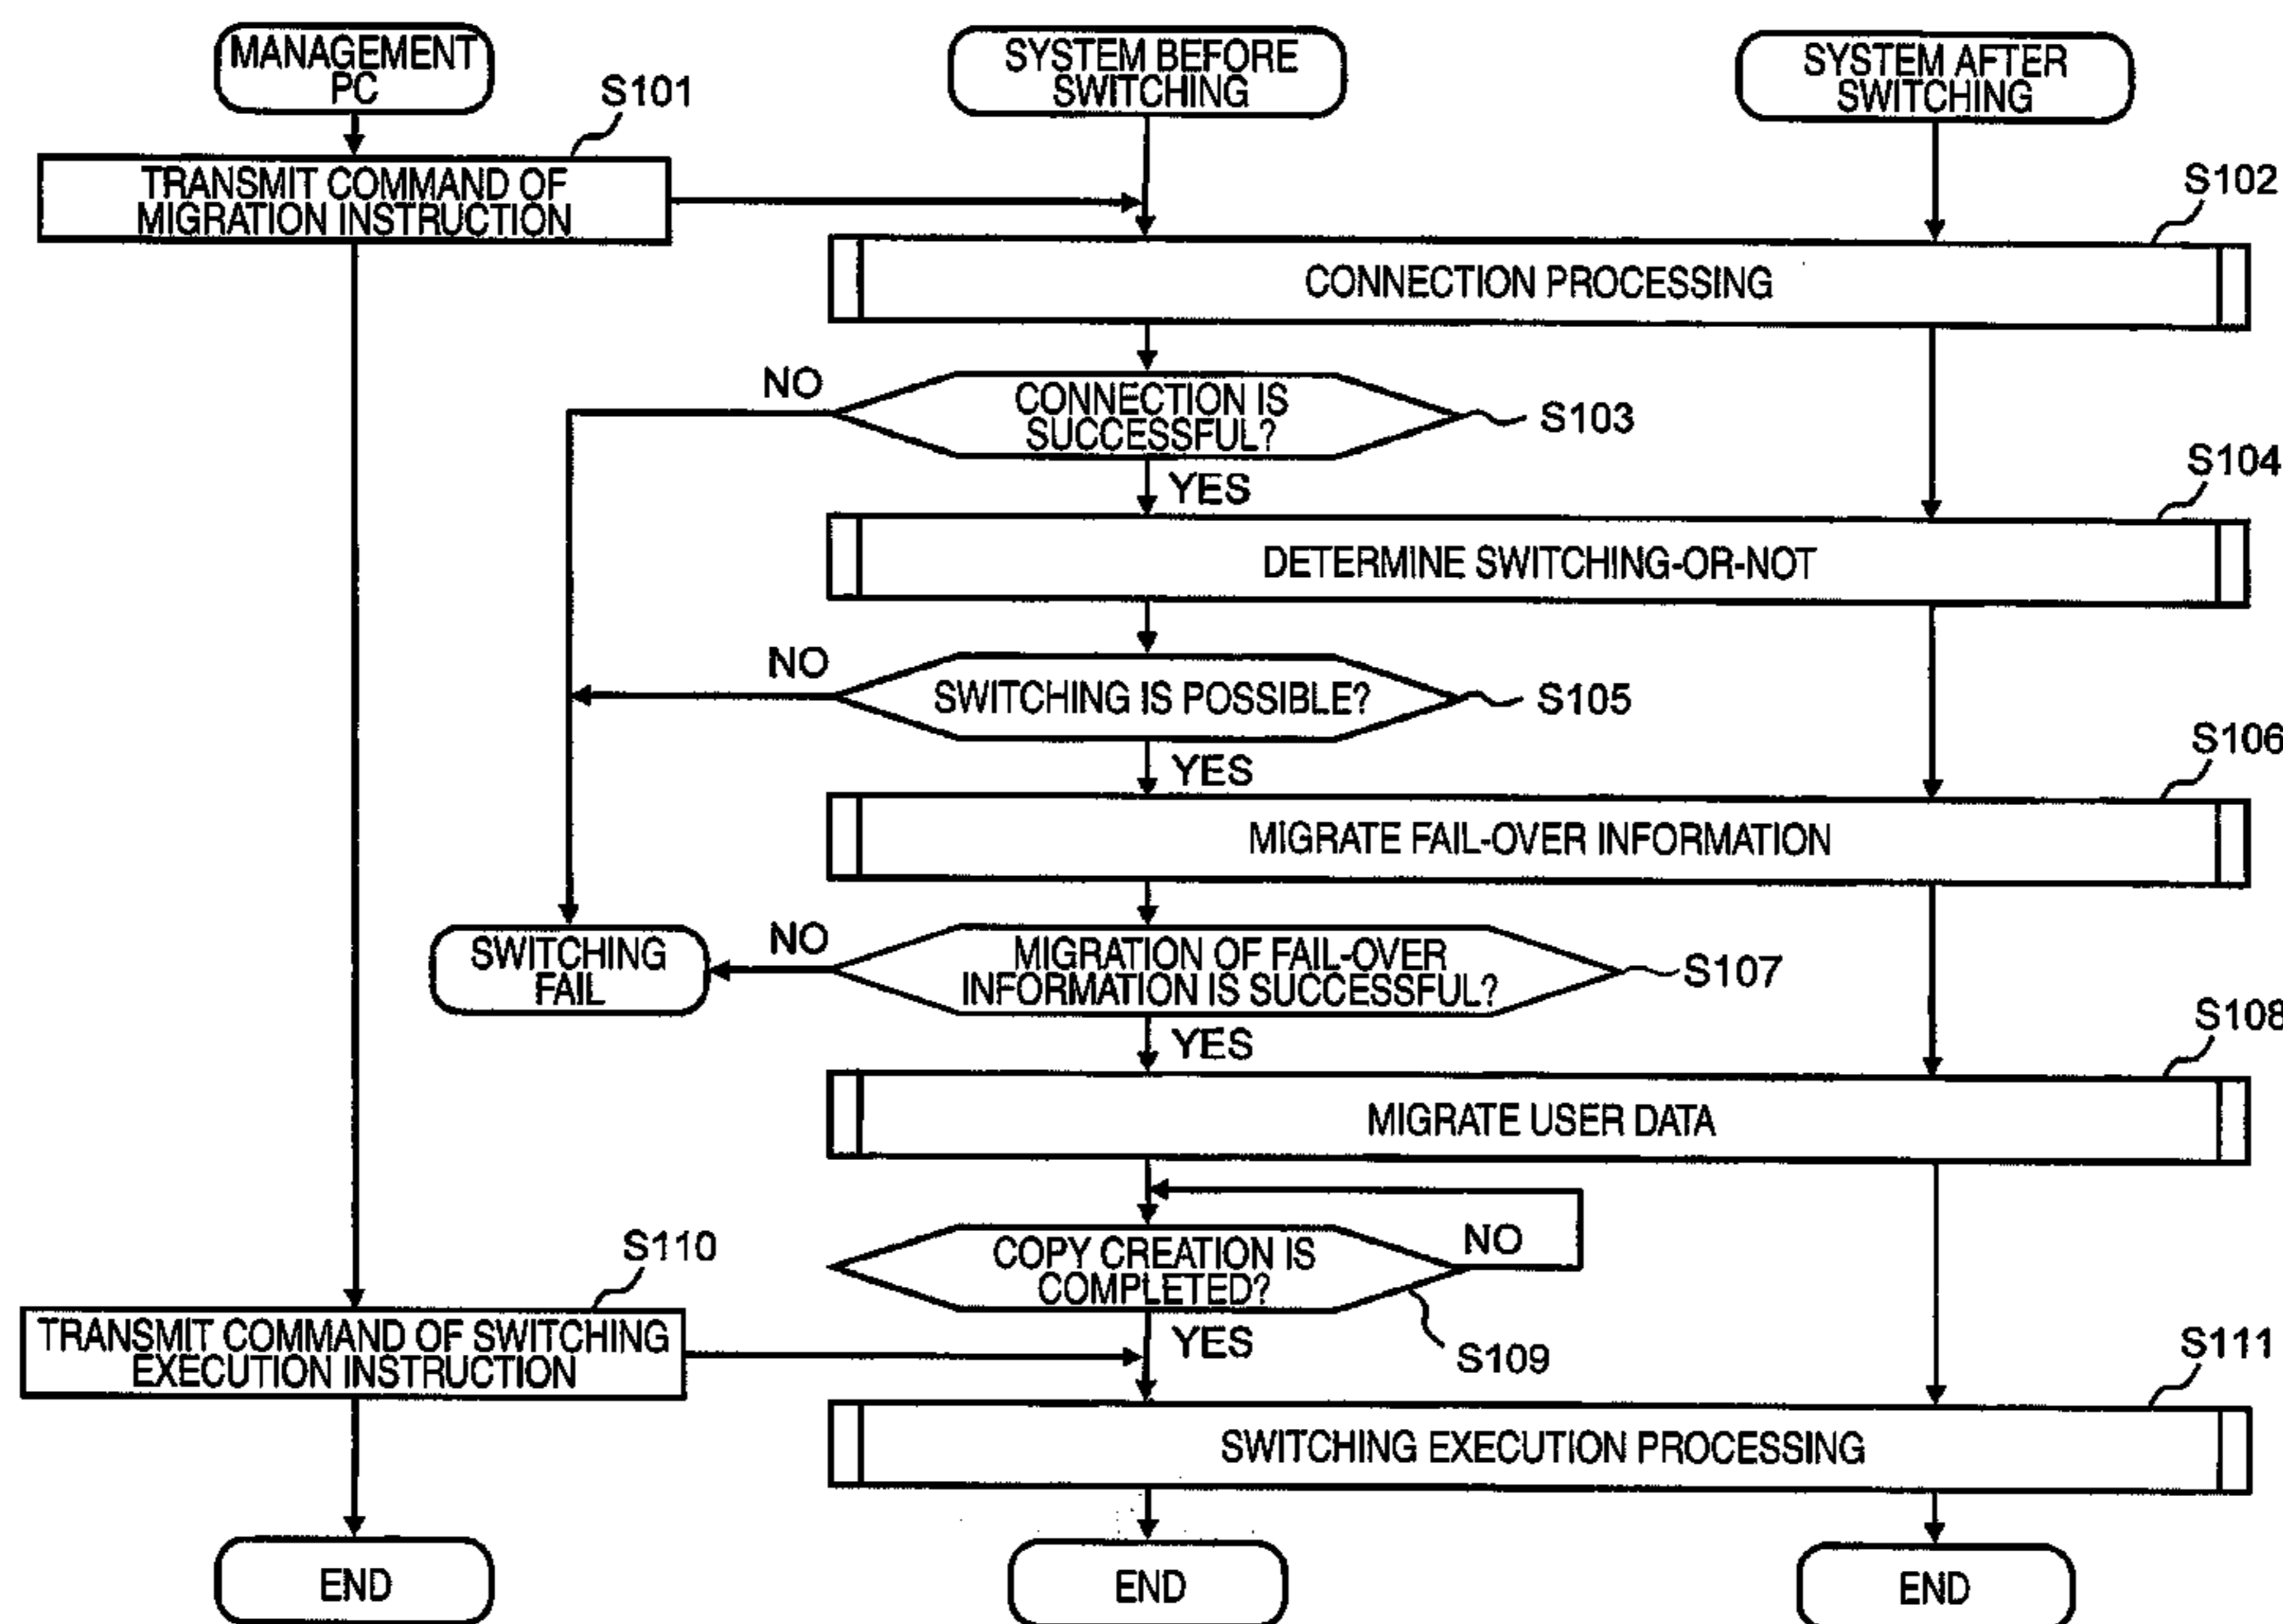 MANAGEMENT
PC
SYSTEM BEFORE
SWITCHING
SYSTEM AFTER
SWITCHING
S101
TRANSMIT COMMAND OF
MIGRATION INSTRUCTION
S102
CONNECTION PROCESSING
NO
CONNECTION IS
SUCCESSFUL?
S103
YES
S104
DETERMINE SWITCHING-OR-NOT
NO
SWITCHING IS POSSIBLE?
S105
YES
S106
MIGRATE FAIL-OVER INFORMATION
SWITCHING
FAIL
NO
MIGRATION OF FAIL-OVER
INFORMATION IS SUCCESSFUL?
S107
YES
S108
MIGRATE USER DATA
COPY CREATION IS
COMPLETED?
NO
S109
YES
S110
TRANSMIT COMMAND OF SWITCHING
EXECUTION INSTRUCTION
S111
SWITCHING EXECUTION PROCESSING
END
END
END